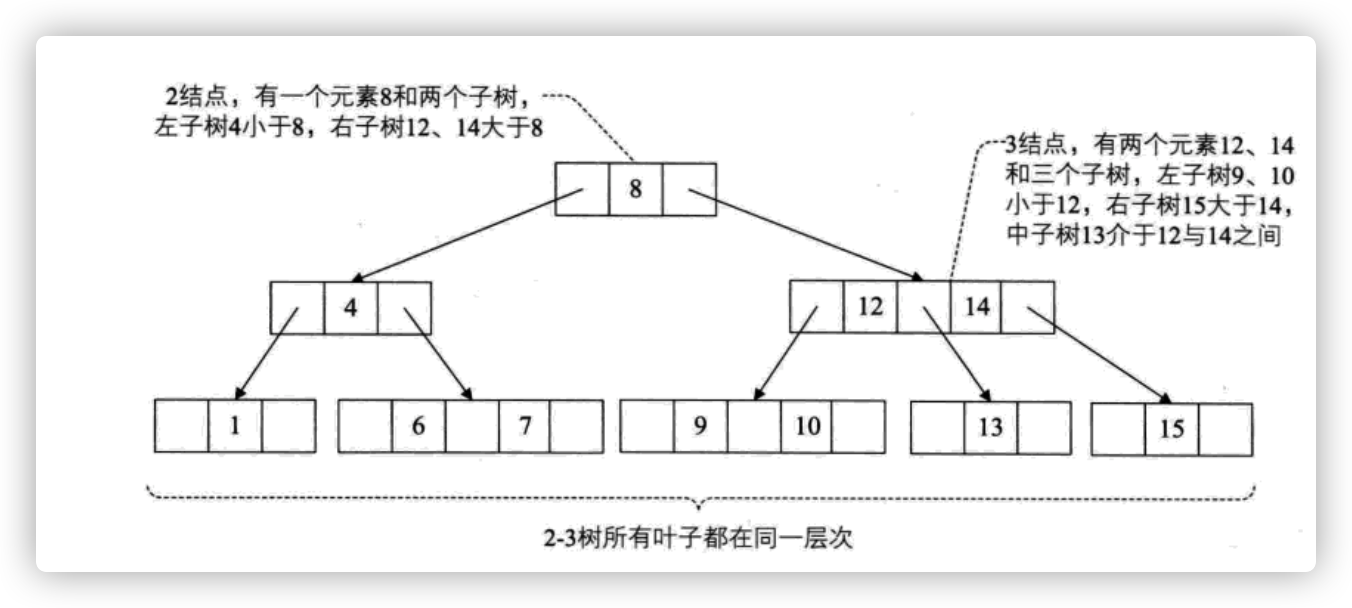 2结点，有一个元素8和两个子树，
左子树4小于8，右子树12、14大于8
3结点，有两个元素12、14
和三个子树，左子树9、10
小于12，右子树15大于14，
中子树13介于12与14之间
8
4
12 14
1
6 7
9 10
13
15
2-3树所有叶子都在同一层次